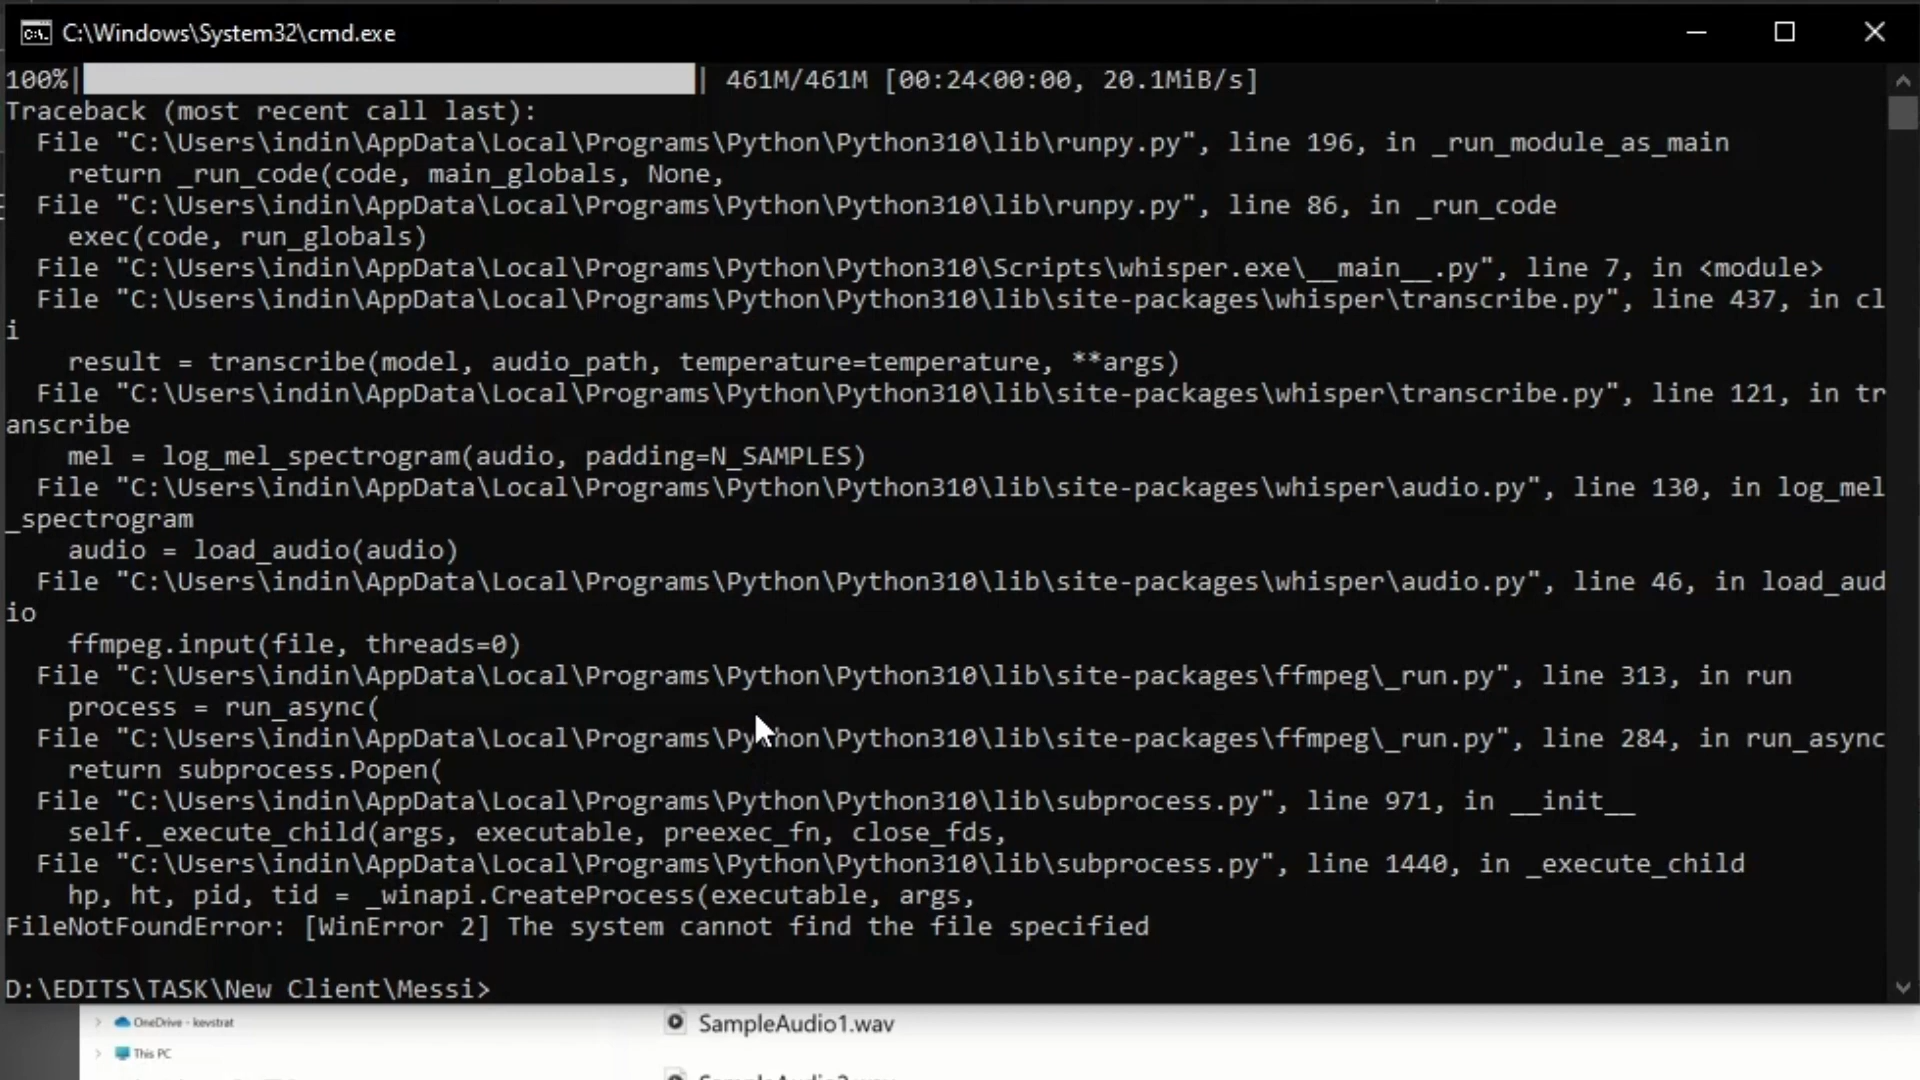 C:\Windows\System32\cmd.exe
100%| | 461M/461M [00:24<00:00, 20.1MiB/s]
Traceback (most recent call last):
  File "C:\Users\indin\AppData\Local\Programs\Python\Python310\lib\runpy.py", line 196, in _run_module_as_main
    return _run_code(code, main_globals, None,
  File "C:\Users\indin\AppData\Local\Programs\Python\Python310\lib\runpy.py", line 86, in _run_code
    exec(code, run_globals)
  File "C:\Users\indin\AppData\Local\Programs\Python\Python310\Scripts\whisper.exe\__main__.py", line 7, in <module>
  File "C:\Users\indin\AppData\Local\Programs\Python\Python310\lib\site-packages\whisper\transcribe.py", line 437, in cl
i
    result = transcribe(model, audio_path, temperature=temperature, **args)
  File "C:\Users\indin\AppData\Local\Programs\Python\Python310\lib\site-packages\whisper\transcribe.py", line 121, in tr
anscribe
    mel = log_mel_spectrogram(audio, padding=N_SAMPLES)
  File "C:\Users\indin\AppData\Local\Programs\Python\Python310\lib\site-packages\whisper\audio.py", line 130, in log_mel
_spectrogram
    audio = load_audio(audio)
  File "C:\Users\indin\AppData\Local\Programs\Python\Python310\lib\site-packages\whisper\audio.py", line 46, in load_aud
io
    ffmpeg.input(file, threads=0)
  File "C:\Users\indin\AppData\Local\Programs\Python\Python310\lib\site-packages\ffmpeg\_run.py", line 313, in run
    process = run_async(
  File "C:\Users\indin\AppData\Local\Programs\Python\Python310\lib\site-packages\ffmpeg\_run.py", line 284, in run_async
    return subprocess.Popen(
  File "C:\Users\indin\AppData\Local\Programs\Python\Python310\lib\subprocess.py", line 971, in __init__
    self._execute_child(args, executable, preexec_fn, close_fds,
  File "C:\Users\indin\AppData\Local\Programs\Python\Python310\lib\subprocess.py", line 1440, in _execute_child
    hp, ht, pid, tid = _winapi.CreateProcess(executable, args,
FileNotFoundError: [WinError 2] The system cannot find the file specified
D:\EDITS\TASK\New Client\Messi>
OneDrive - kevstrat
SampleAudio1.wav
This PC